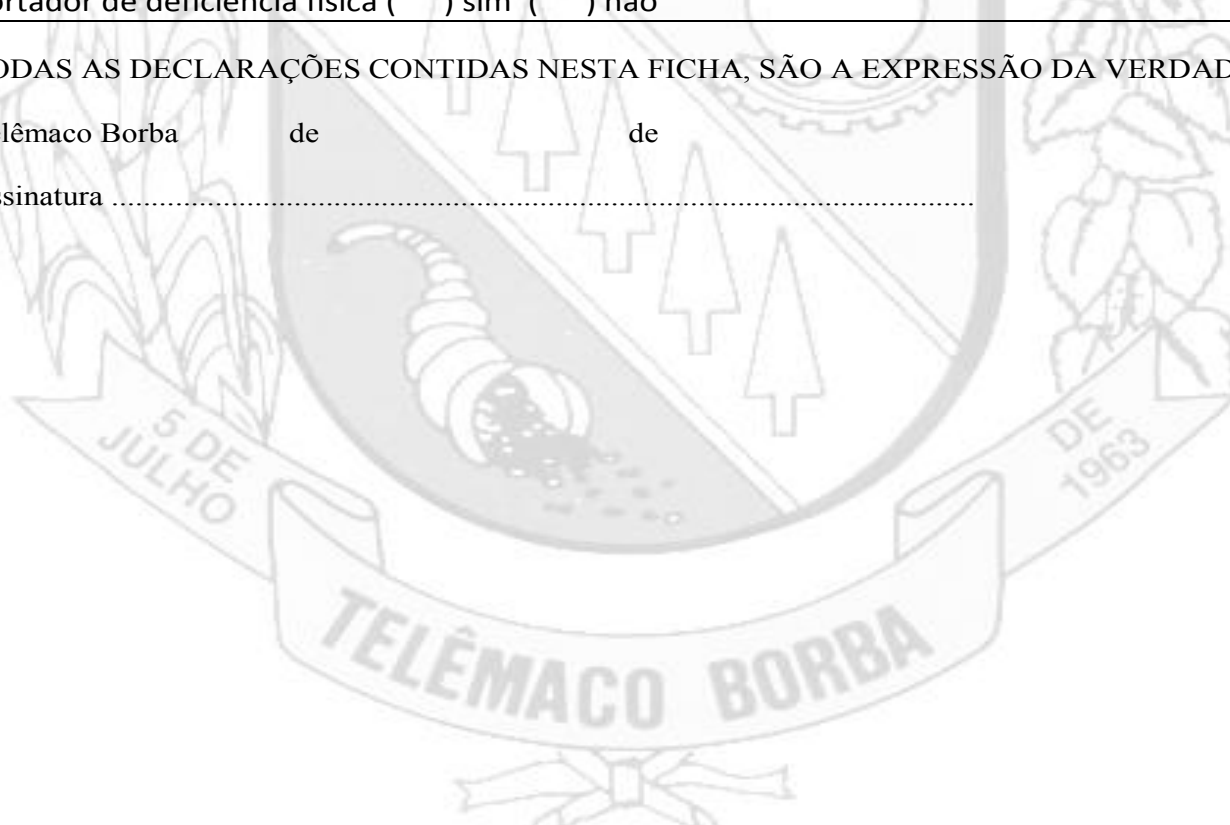 ortador de deficiência física ( ) sim ( ) não
ODAS AS DECLARAÇÕES CONTIDAS NESTA FICHA, SÃO A EXPRESSÃO DA VERDAD
elêmaco Borba de de
ssinatura ..............................................................................................
5 DE JULHO
DE 1963
TELÊMACO BORBA